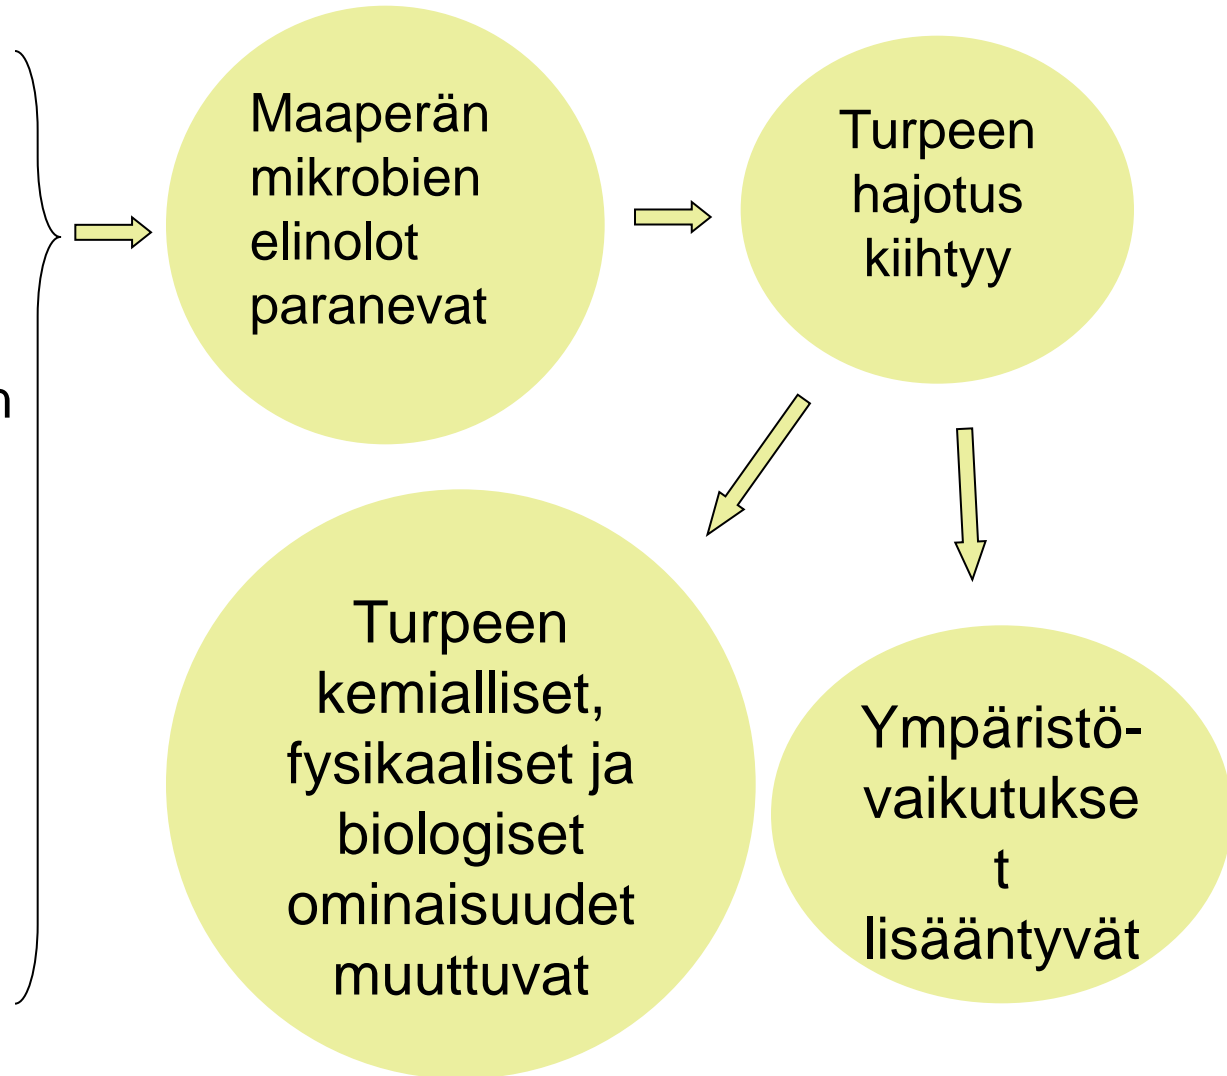 Maaperän
mikrobien
elinolot
paranevat
Turpeen
hajotus
kiihtyy
Turpeen
kemialliset,
fysikaaliset ja
biologiset
ominaisuudet
muuttuvat
Ympäristö-
vaikutukse
t
lisääntyvät